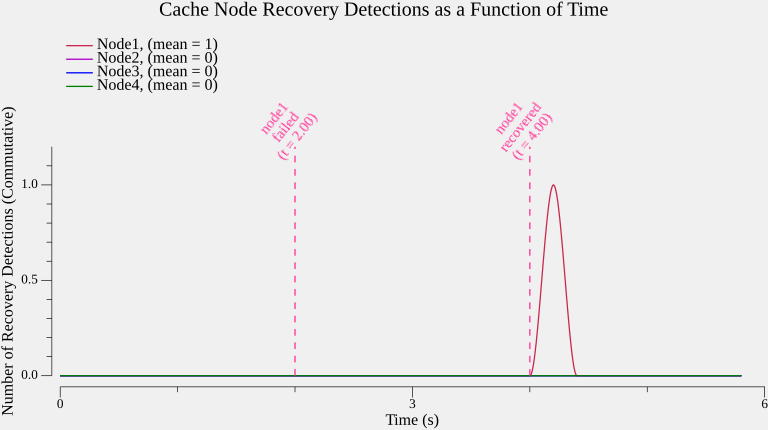 Cache Node Recovery Detections as a Function of Time
Node1, (mean = 1)
Node2, (mean = 0)
Node3, (mean = 0)
Node4, (mean = 0)
node1
failed
(t = 2.00)
node1
recovered
(t = 4.00)
Number of Recovery Detections (Commutative)
1.0
0.5
0.0
0
3
6
Time (s)